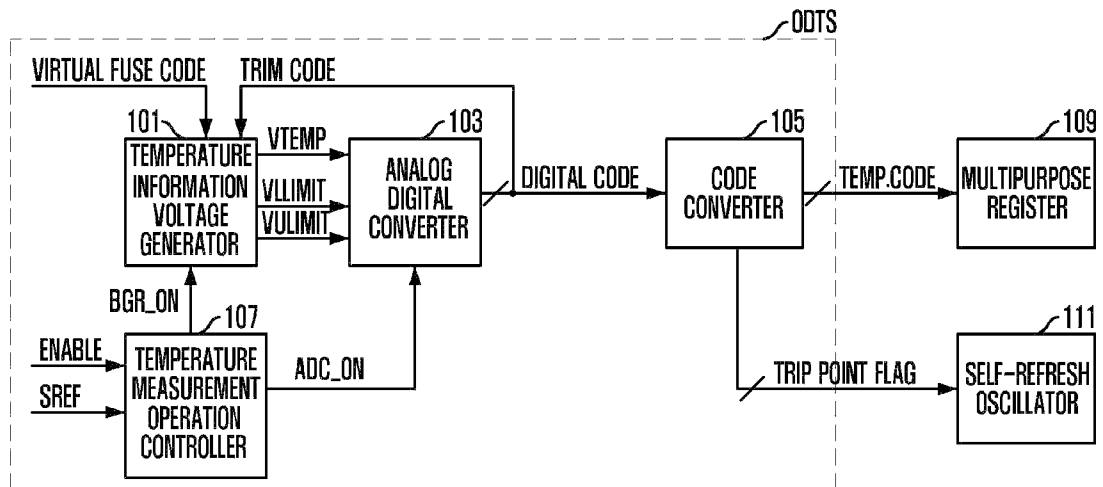 ODTS
VIRTUAL FUSE CODE
TRIM CODE
101
103
105
109
TEMPERATURE
INFORMATION
VOLTAGE
GENERATOR
VTEMP
VLLIMIT
VULIMIT
ANALOG
DIGITAL
CONVERTER
DIGITAL CODE
CODE
CONVERTER
TEMP.CODE
MULTIPURPOSE
REGISTER
BGR_ON
107
111
ENABLE
SREF
TEMPERATURE
MEASUREMENT
OPERATION
CONTROLLER
ADC_ON
TRIP POINT FLAG
SELF-REFRESH
OSCILLATOR